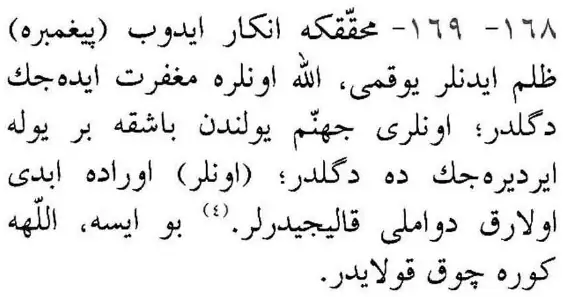 ١٦٨- ١٦٩- محقّقكه انكار ايدوب (پيغمبره)
ظلم ايدنلر يوقمى، الله اونلره مغفرت ايده‌جك
دگلدر؛ اونلرى جهنّم يولندن باشقه بر يوله
ايرديره‌جك ده دگلدر؛ (اونلر) اوراده ابدى
اولارق دواملى قاليجيدرلر.(٤) بو ايسه، اللّهه
كوره چوق قولايدر.